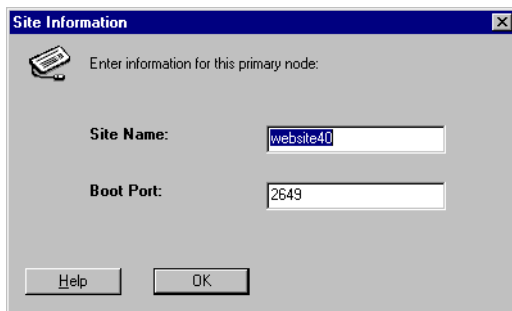 Site Information
Enter information for this primary node:
Site Name:
website40
Boot Port:
2649
Help
OK